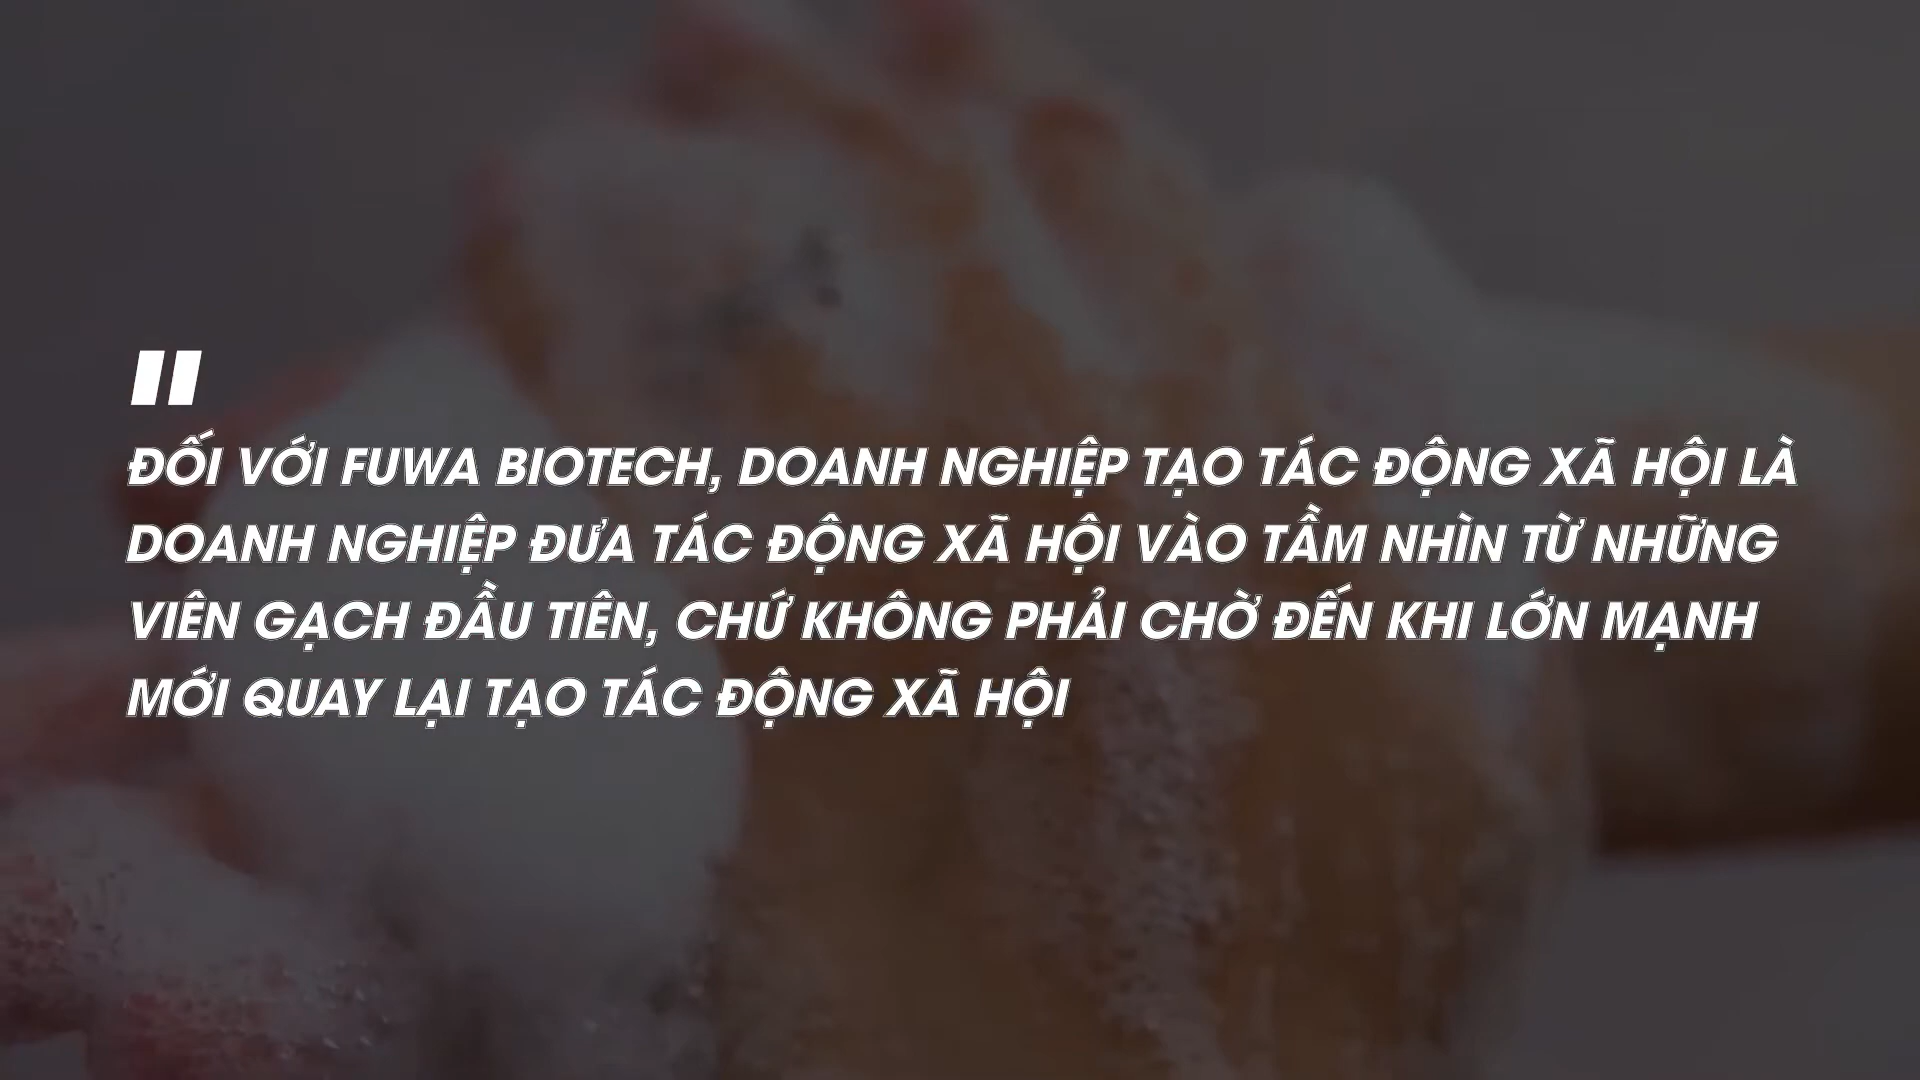 "
ĐỐI VỚI FUWA BIOTECH, DOANH NGHIỆP TẠO TÁC ĐỘNG XÃ HỘI LÀ
DOANH NGHIỆP ĐƯA TÁC ĐỘNG XÃ HỘI VÀO TẦM NHÌN TỪ NHỮNG
VIÊN GẠCH ĐẦU TIÊN, CHỨ KHÔNG PHẢI CHỜ ĐẾN KHI LỚN MẠNH
MỚI QUAY LẠI TẠO TÁC ĐỘNG XÃ HỘI